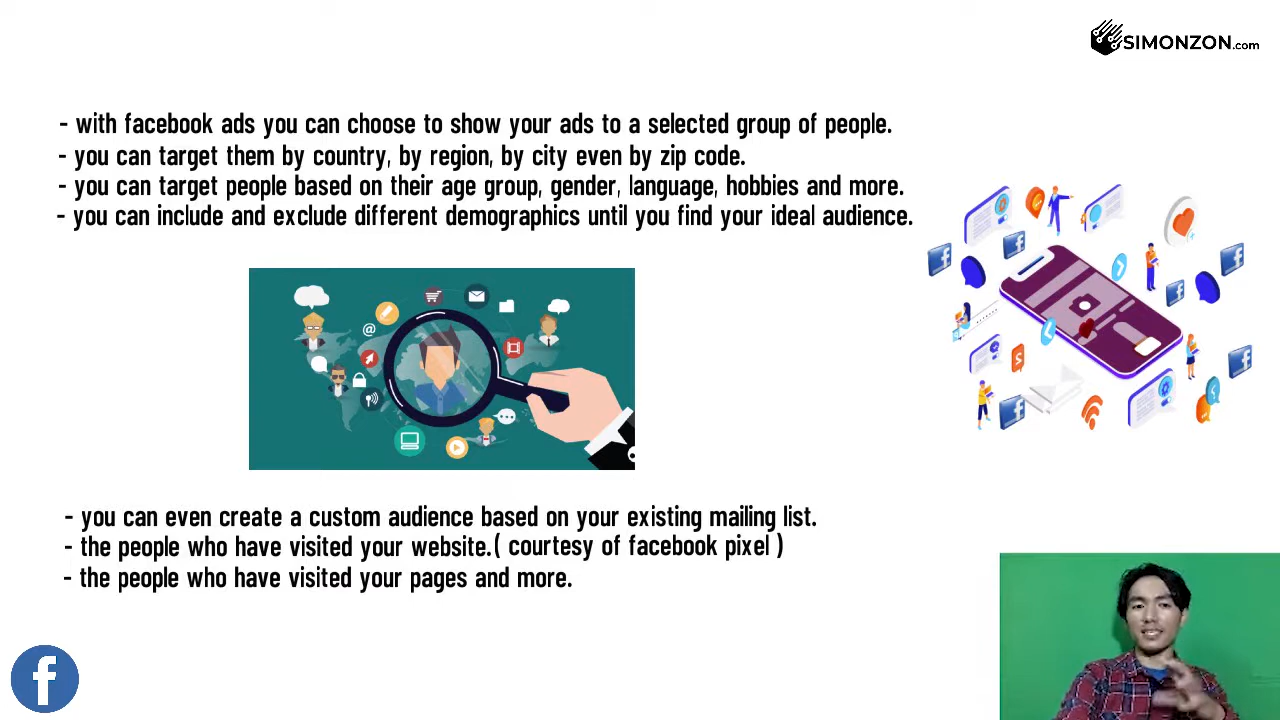 SIMONZON.com
- with facebook ads you can choose to show your ads to a selected group of people.
- you can target them by country, by region, by city even by zip code.
- you can target people based on their age group, gender, language, hobbies and more.
- you can include and exclude different demographics until you find your ideal audience.
- you can even create a custom audience based on your existing mailing list.
- the people who have visited your website.( courtesy of facebook pixel )
- the people who have visited your pages and more.